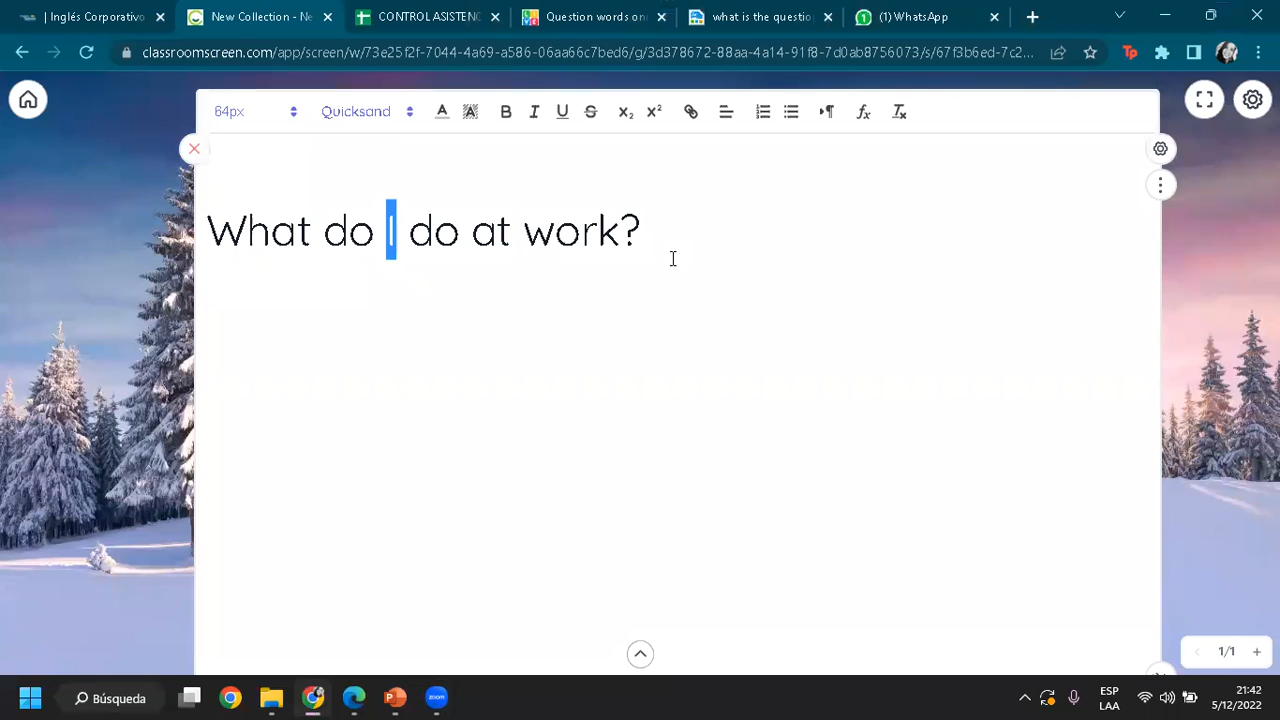 | Inglés Corporativo
New Collection - Ne
CONTROL ASISTENC
Question words on
what is the questio
(1) WhatsApp
classroomscreen.com/app/screen/w/73e25f2f-7044-4a69-a586-06aa66c7bed6/g/3d378672-88aa-4a14-91f8-7d0ab8756073/s/67f3b6ed-7c2...
64px
Quicksand
What do I do at work?
1/1
Búsqueda
ESP
LAA
21:42
5/12/2022